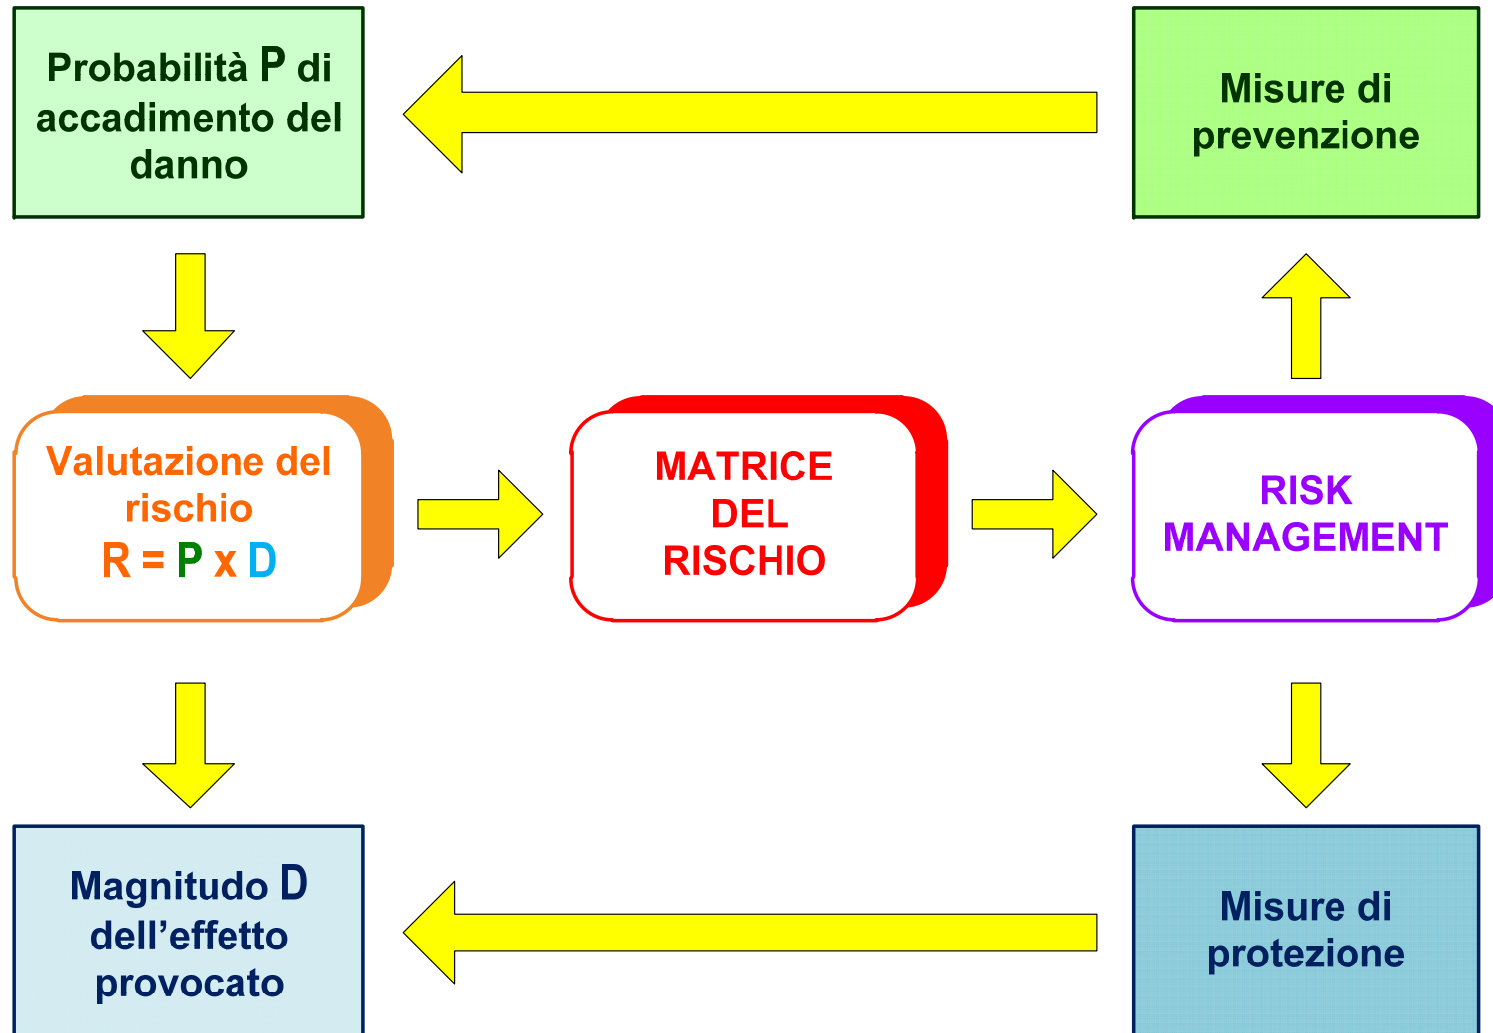 Probabilità P di
accadimento del
danno
Misure di
prevenzione
Valutazione del
rischio
R = P x D
MATRICE
DEL
RISCHIO
RISK
MANAGEMENT
Magnitudo D
dell’effetto
provocato
Misure di
protezione